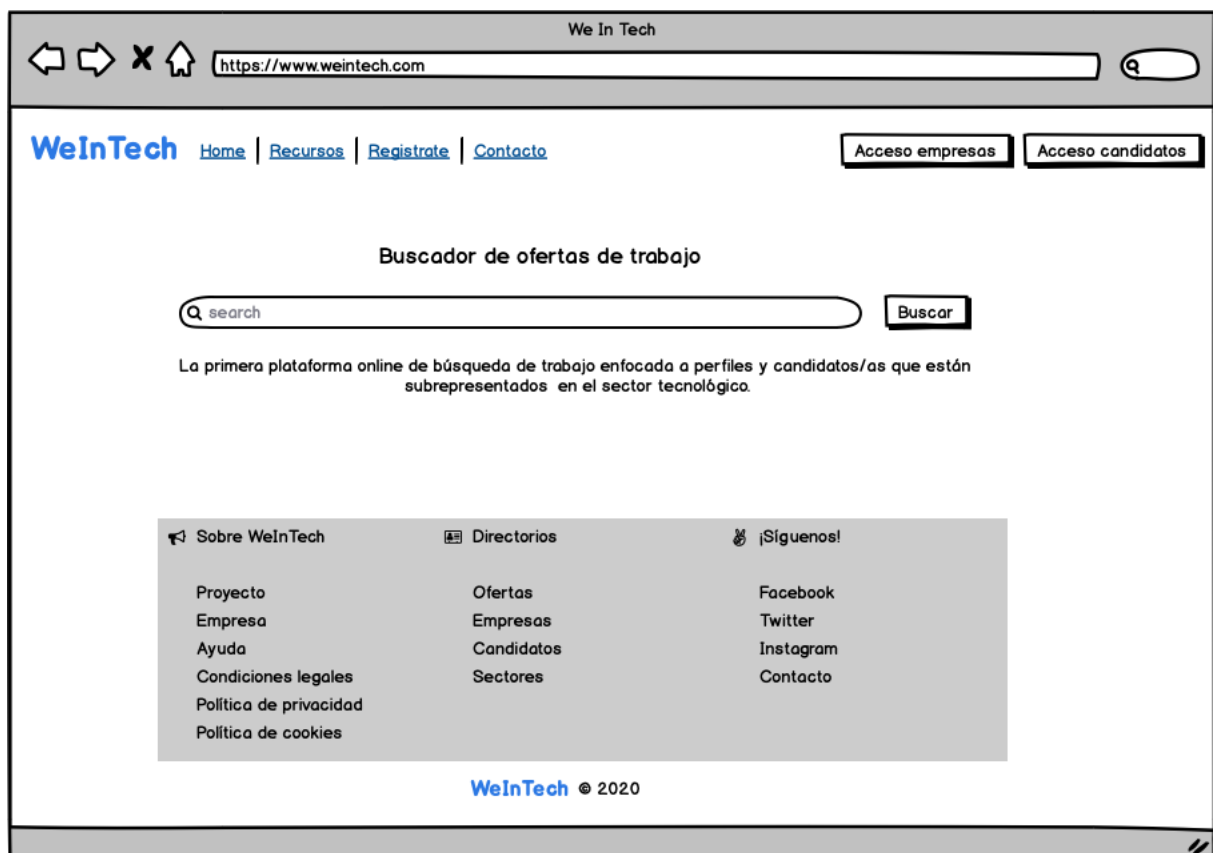 We In Tech
https://www.weintech.com
WeInTech Home Recursos Registrate Contacto Acceso empresas Acceso candidatos
Buscador de ofertas de trabajo
search Buscar
La primera plataforma online de búsqueda de trabajo enfocada a perfiles y candidatos/as que están
subrepresentados en el sector tecnológico.
Sobre WeInTech Directorios ¡Síguenos!
Proyecto Ofertas Facebook
Empresa Empresas Twitter
Ayuda Candidatos Instagram
Condiciones legales Sectores Contacto
Política de privacidad
Política de cookies
WeInTech © 2020